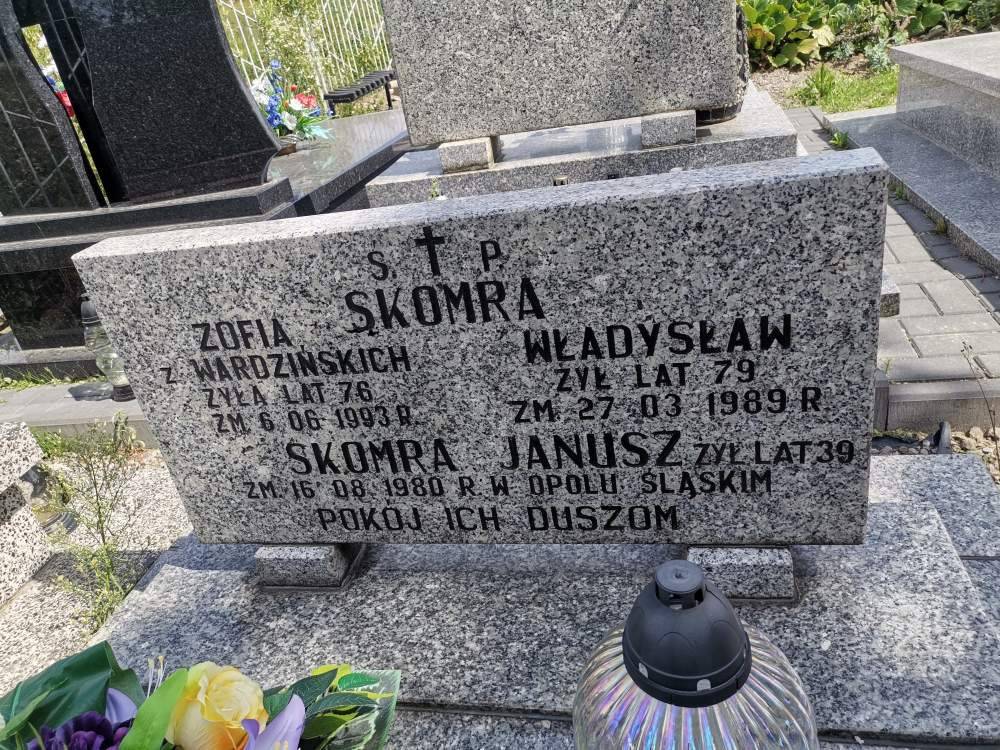 S. P.
SKOMRA
ZOFIA
Z WARDZIŃSKICH
ŻYŁA LAT 76
ZM. 6 06 1993 R.
WŁADYSŁAW
ŻYŁ LAT 79
ZM. 27 03 1989 R.
SKOMRA JANUSZ ŻYŁ LAT 39
ZM. 16 08 1980 R. W OPOLU ŚLĄSKIM
POKÓJ ICH DUSZOM